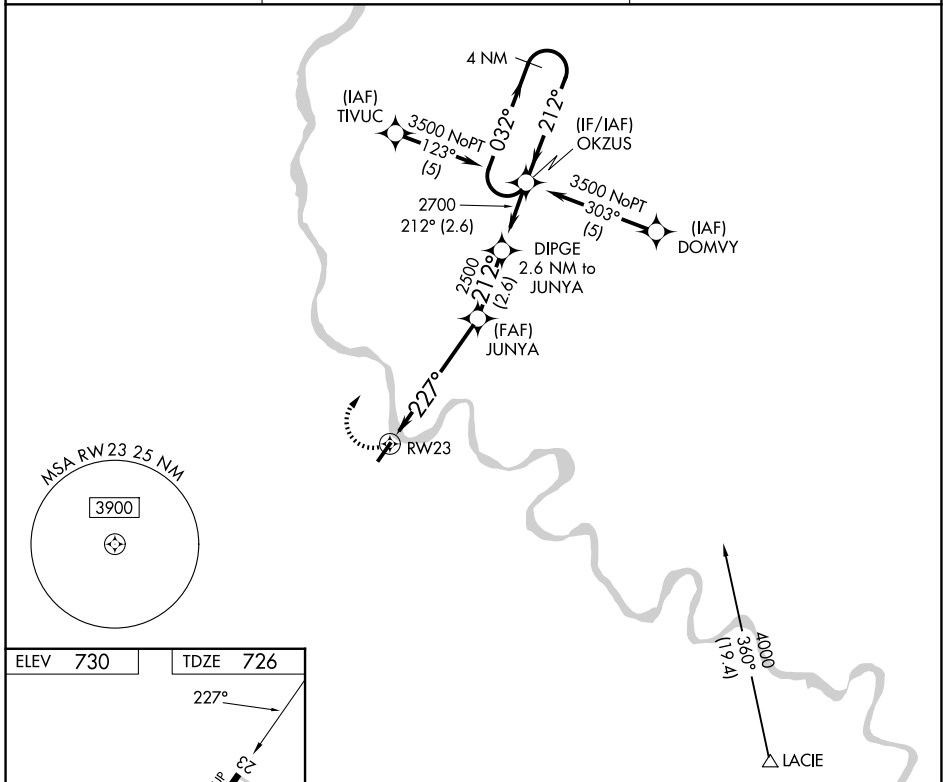 4 NM
032°
212°
(IAF)
TIVUC
3500 NoPT
123°
(5)
(IF/IAF)
OKZUS
3500 NoPT
303°
(5)
(IAF)
DOMVY
2700
212° (2.6)
DIPGE
2.6 NM to
JUNYA
2500
212°
(2.6)
(FAF)
JUNYA
227°
RW23
MSA RW23 25 NM
3900
4000
360°
(19.4)
LACIE
ELEV 730
TDZE 726
227°
23
UP